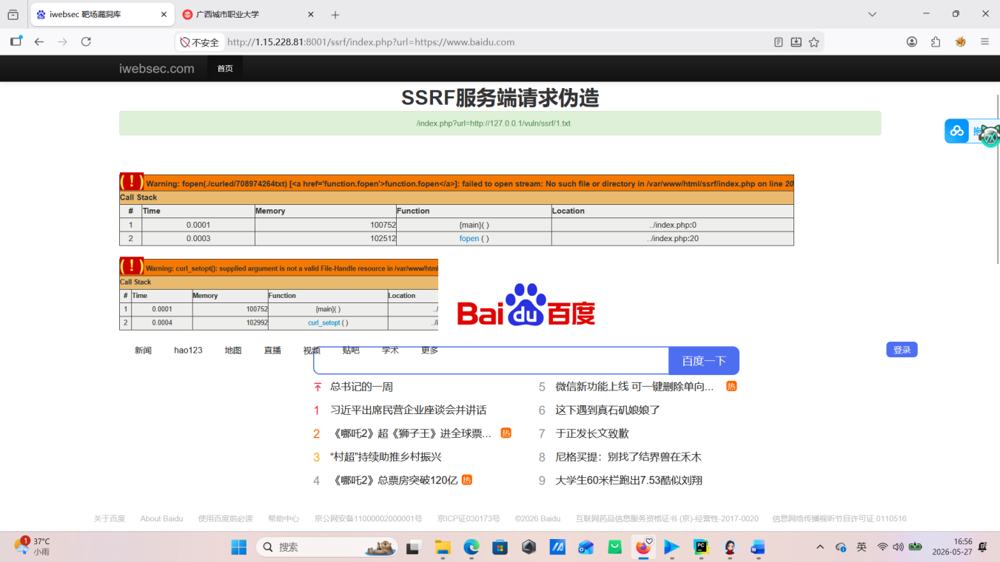 iwebsec 靶场漏洞库
广西城市职业大学
不安全
http://1.15.228.81:8001/ssrf/index.php?url=https://www.baidu.com
iwebsec.com 首页
SSRF服务端请求伪造
/index.php?url=http://127.0.0.1/vuln/ssrf/1.txt
拖
( ! ) Warning: fopen(./curled/708974264txt) [<a href='function.fopen'>function.fopen</a>]: failed to open stream: No such file or directory in /var/www/html/ssrf/index.php on line 20
Call Stack
# Time Memory Function Location
1 0.0001 100752 {main}( ) ../index.php:0
2 0.0003 102512 fopen ( ) ../index.php:20
( ! ) Warning: curl_setopt(): supplied argument is not a valid File-Handle resource in /var/www/html
Call Stack
# Time Memory Function Location
1 0.0001 100752 {main}( ) ../
2 0.0004 102992 curl_setopt ( ) ../i
Bai du 百度
新闻 hao123 地图 直播 视频 贴吧 学术 更多 登录
百度一下
总书记的一周
5 微信新功能上线 可一键删除单向... 热
1 习近平出席民营企业座谈会并讲话
6 这下遇到真石矶娘娘了
2 《哪吒2》超《狮子王》进全球票... 热
7 于正发长文致歉
3 “村超”持续助推乡村振兴
8 尼格买提：别找了结界兽在禾木
4 《哪吒2》总票房突破120亿 热
9 大学生60米栏跑出7.53酷似刘翔
关于百度 About Baidu 使用百度前必读 帮助中心 京公网安备11000002000001号 京ICP证030173号 ©2026 Baidu 互联网药品信息服务资格证书 (京)-经营性-2017-0020 信息网络传播视听节目许可证 0110516
1
37°C
小雨
搜索
PC
W
英
16:56
2026-05-27